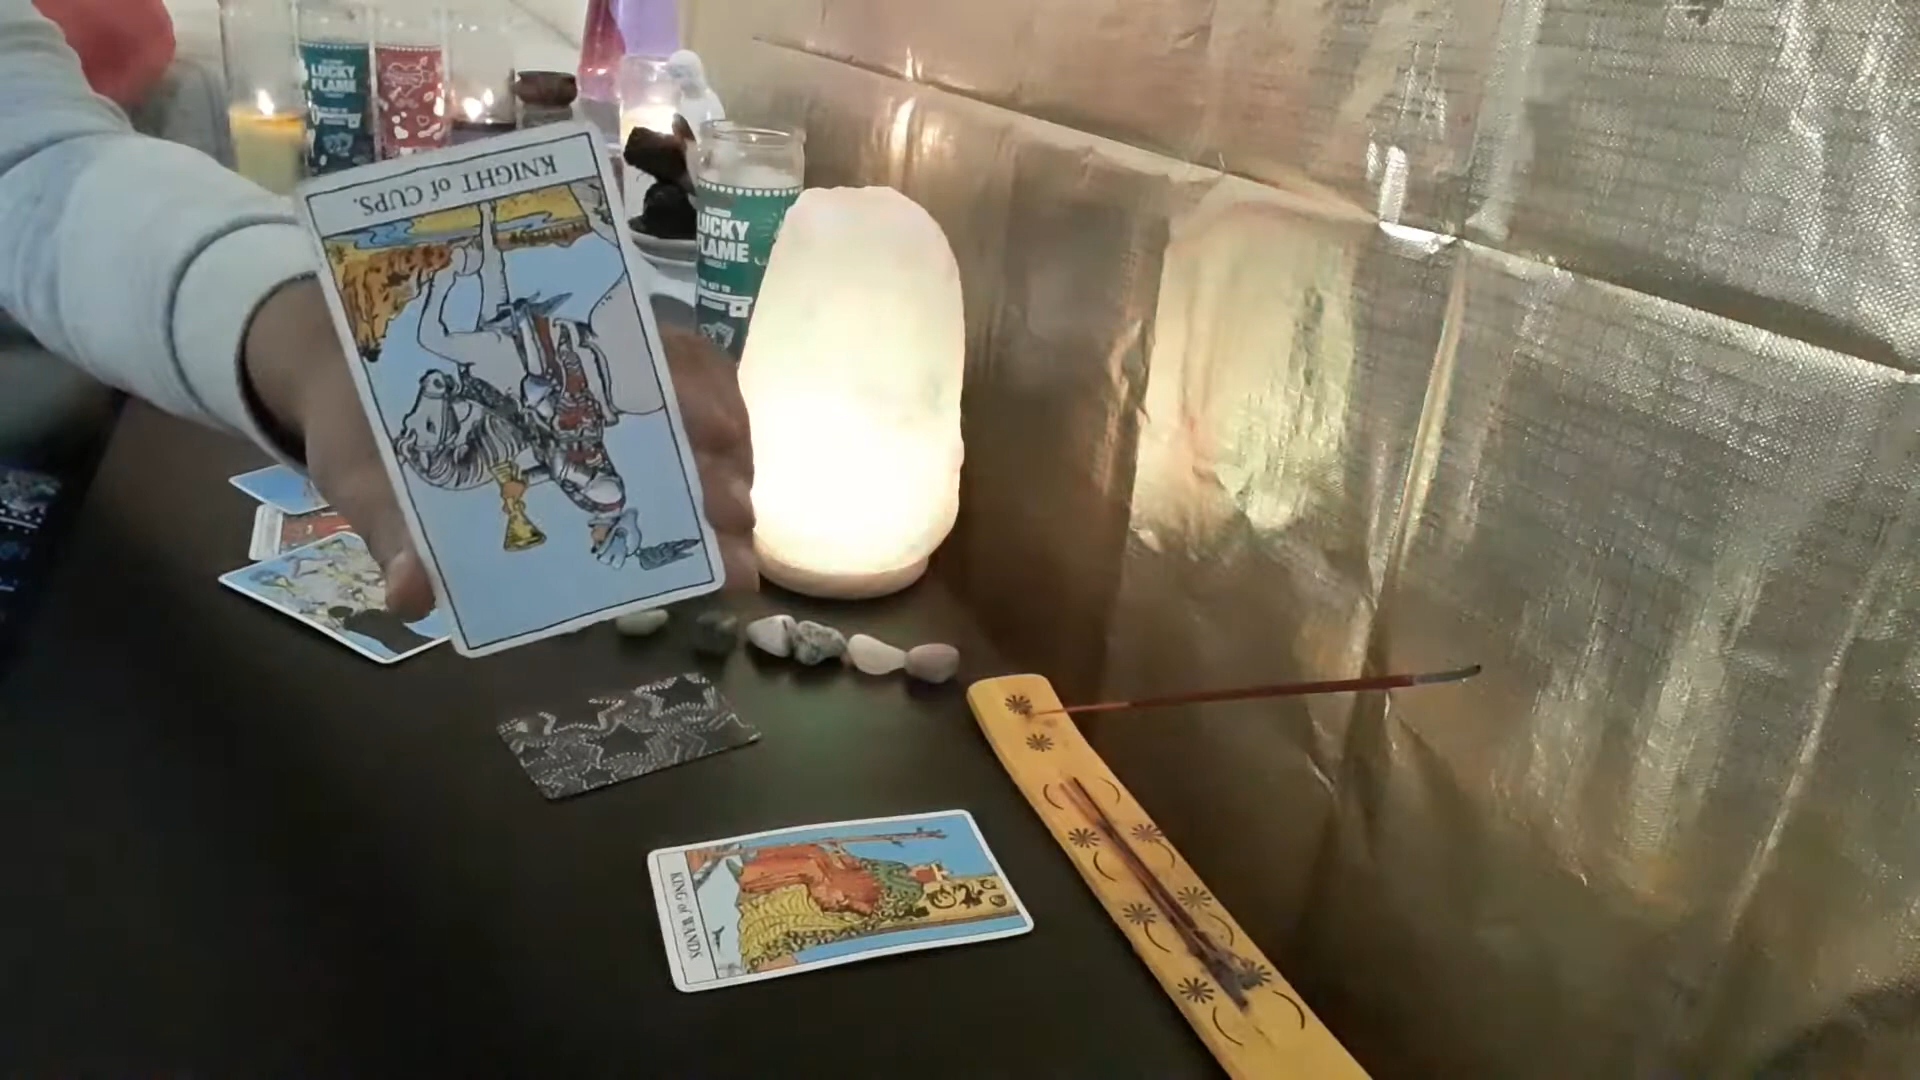 LUCKY
FLAME
KNIGHT of CUPS.
LUCKY
FLAME
KING of WANDS